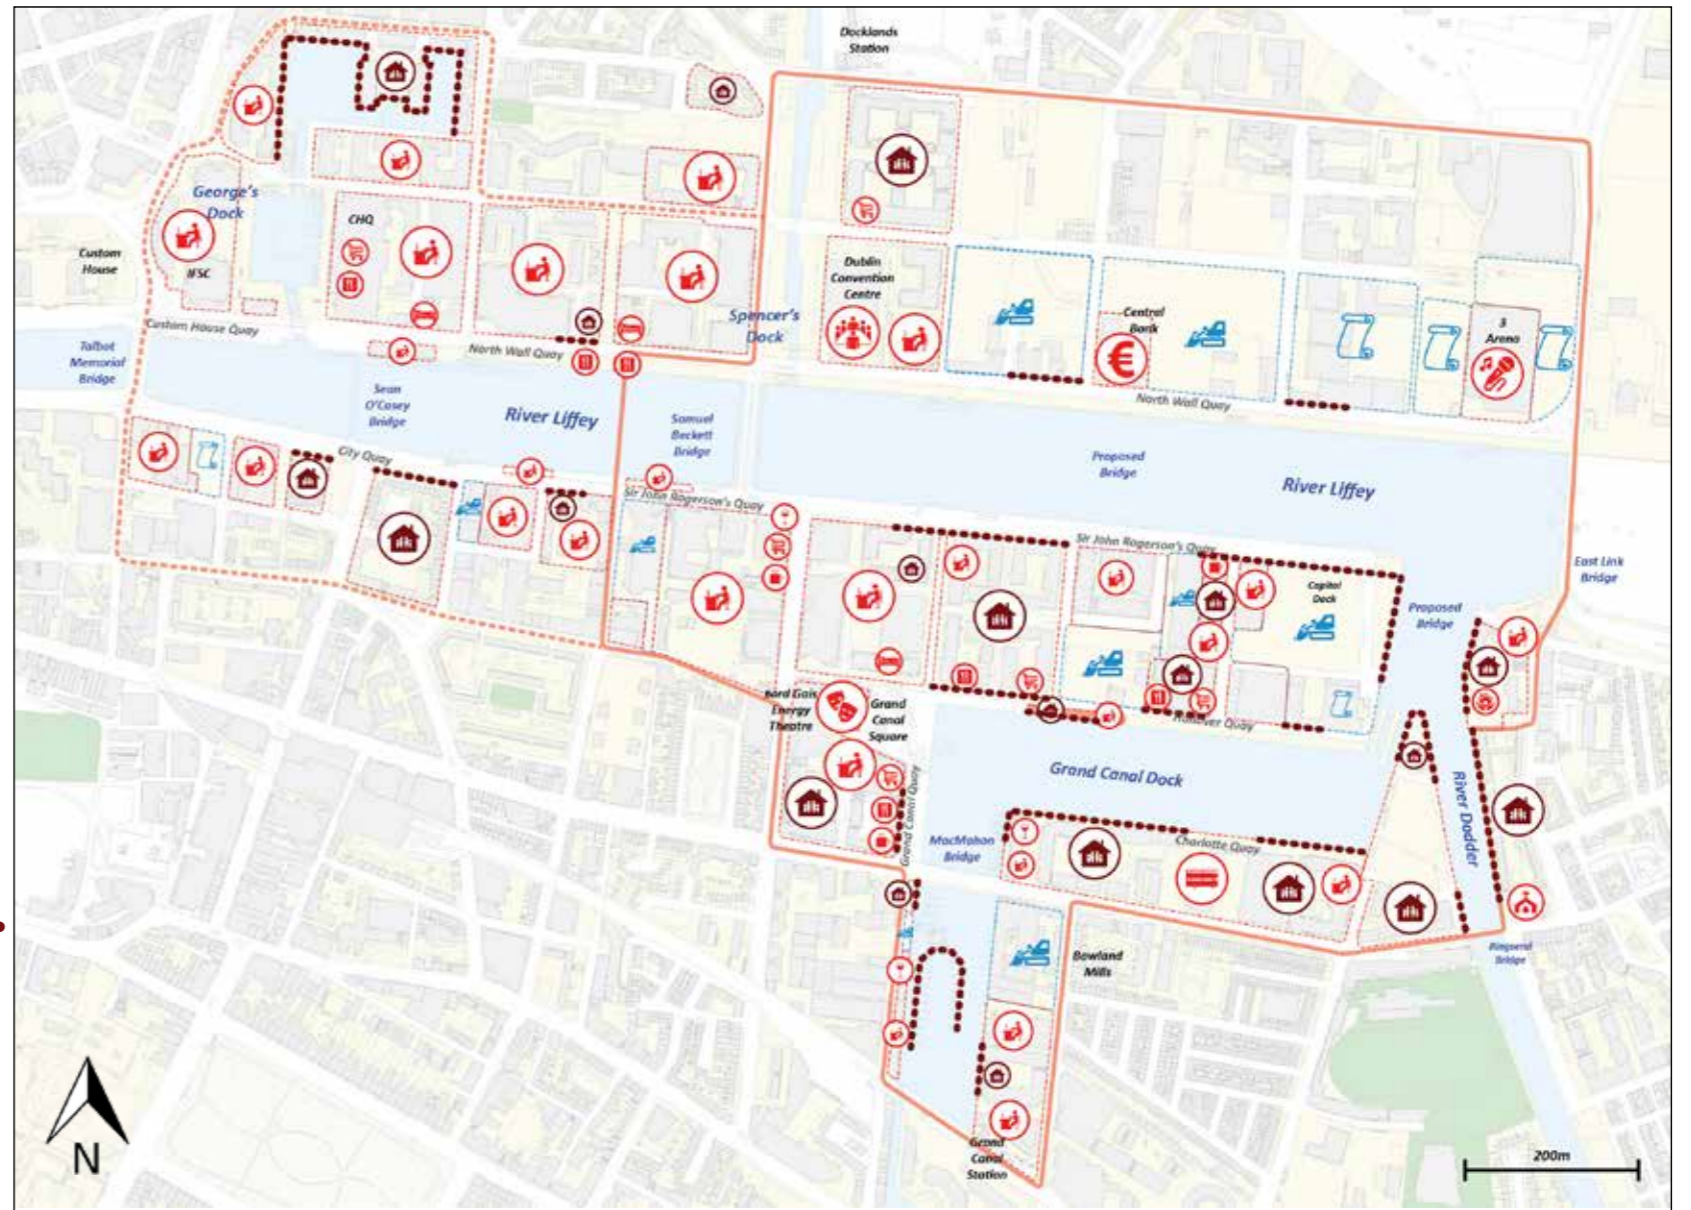 Docklands
Station
George's
Dock
CHQ
Custom
House
IFSC
Dublin
Convention
Centre
Central
Bank
3
Arena
Spencer's
Dock
Custom House Quay
North Wall Quay
North Wall Quay
Talbot
Memorial
Bridge
Sean
O'Casey
Bridge
River Liffey
Samuel
Beckett
Bridge
Proposed
Bridge
River Liffey
City Quay
Sir John Rogerson's Quay
Sir John Rogerson's Quay
East Link
Bridge
Capital
Dock
Proposed
Bridge
Bord Gais
Energy
Theatre
Grand
Canal
Square
Hanover Quay
Grand Canal Dock
Grand Canal Quay
River Dodder
MacMahon
Bridge
Charlotte Quay
Ringsend
Bridge
Bowland
Mills
Grand
Canal
Station
N
200m